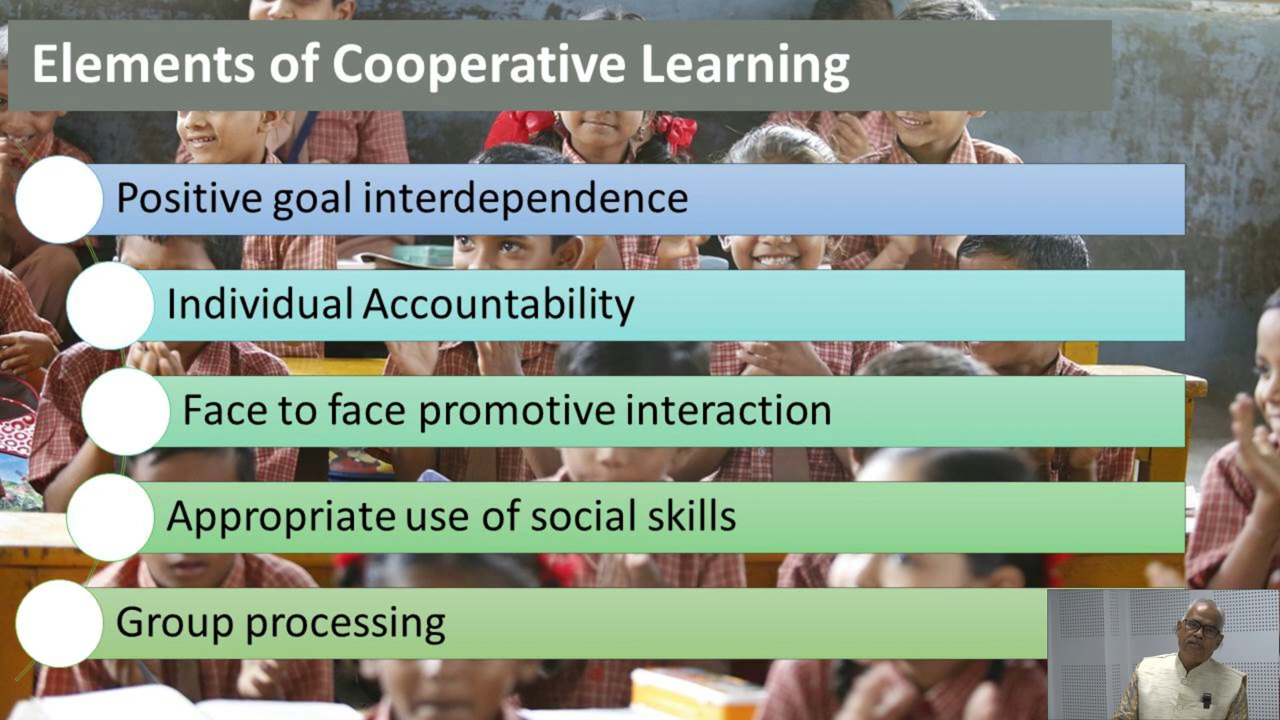 Elements of Cooperative Learning
Positive goal interdependence
Individual Accountability
Face to face promotive interaction
Appropriate use of social skills
Group processing